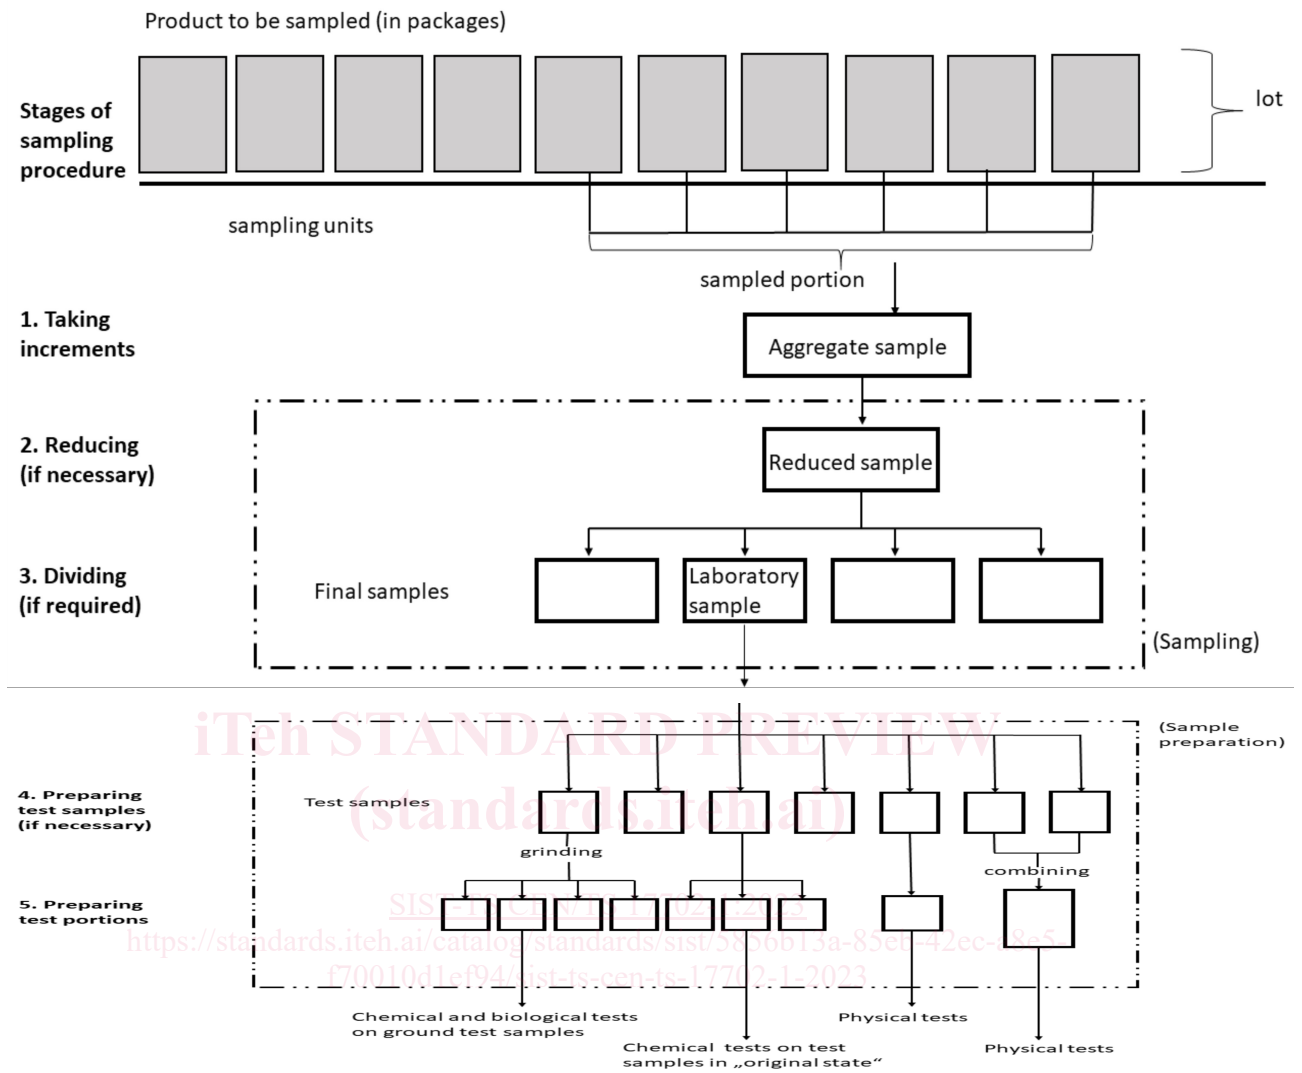 Product to be sampled (in packages)
lot
Stages of
sampling
procedure
sampling units
sampled portion
1. Taking
increments
Aggregate sample
2. Reducing
(if necessary)
Reduced sample
3. Dividing
(if required)
Final samples
Laboratory
sample
(Sampling)
iTeh STANDARD PREVIEW
(standards.iteh.ai)
(Sample
preparation)
4. Preparing
test samples
(if necessary)
Test samples
grinding
combining
5. Preparing
test portions
SIST-TS CEN/TS 17702-1:2023
https://standards.iteh.ai/catalog/standards/sist/5856b13a-85eb-42ec-a8e5-
f70010d1ef94/sist-ts-cen-ts-17702-1-2023
Chemical and biological tests
on ground test samples
Physical tests
Chemical tests on test
samples in „original state“
Physical tests